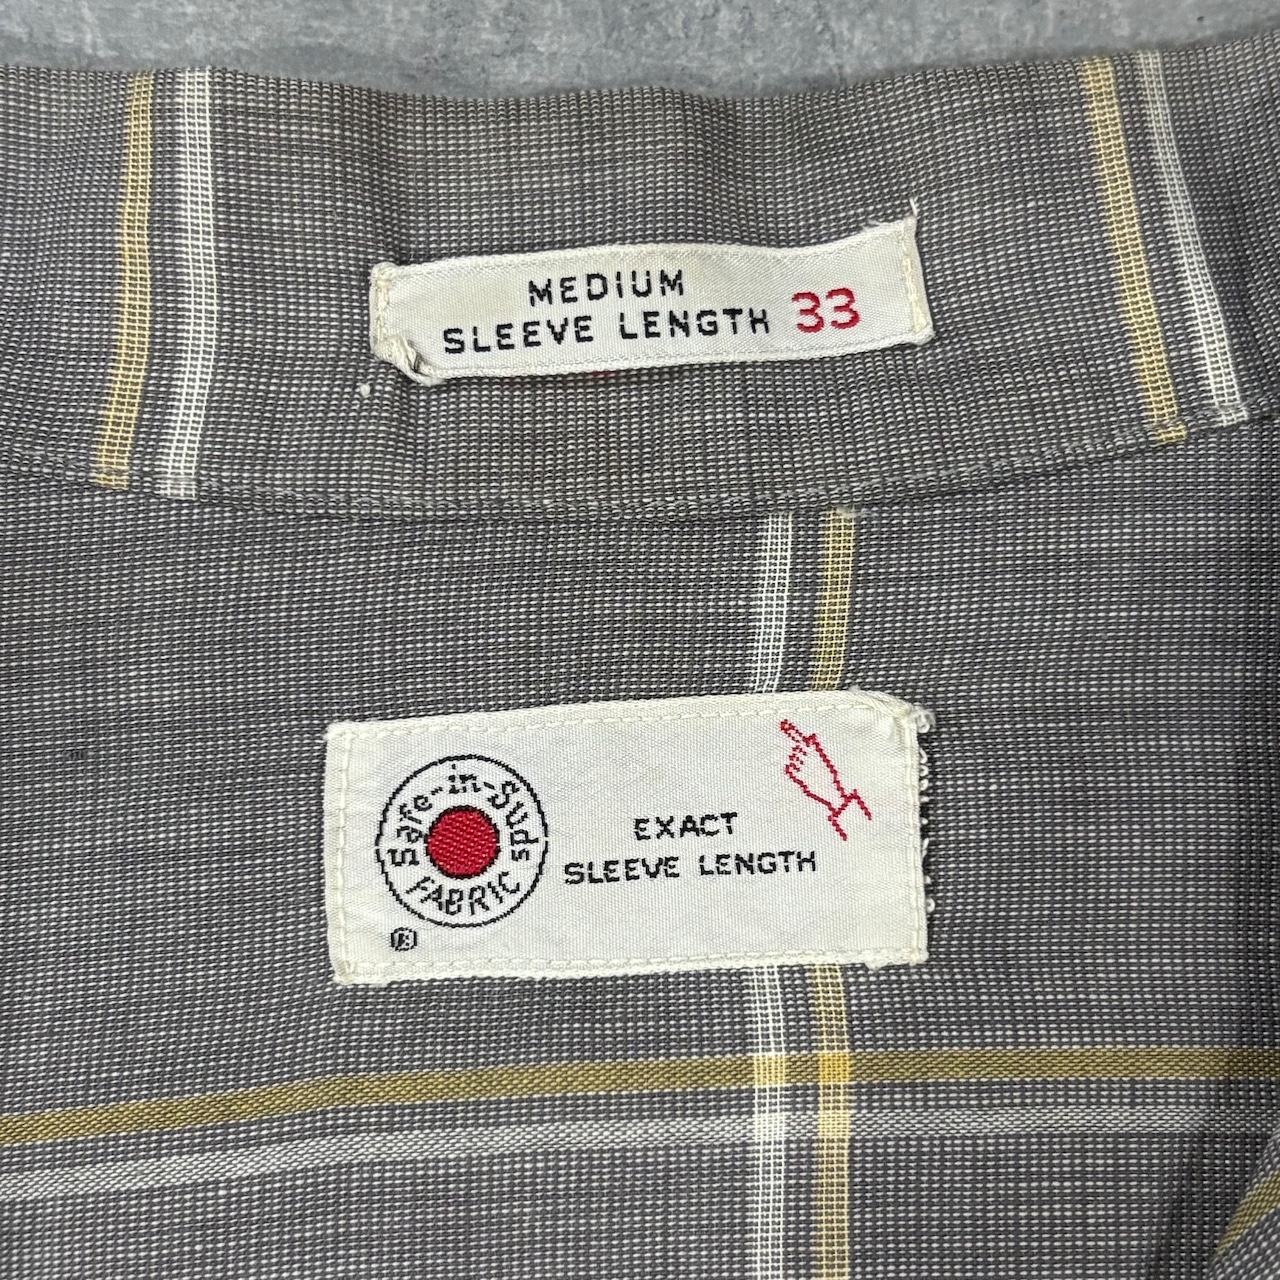 MEDIUM
SLEEVE LENGTH 33
Safe-in-Suds
FABRIC
®
EXACT
SLEEVE LENGTH